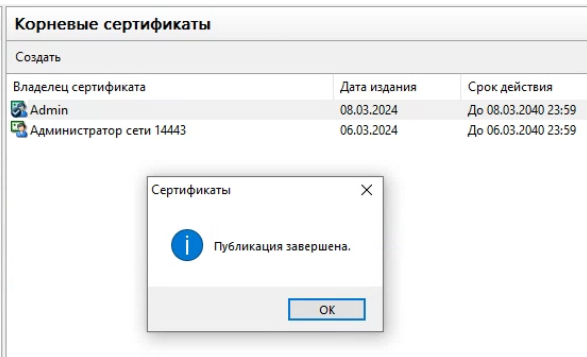 Корневые сертификаты
Создать
Владелец сертификата Дата издания Срок действия
Admin 08.03.2024 До 08.03.2040 23:59
Администратор сети 14443 06.03.2024 До 06.03.2040 23:59
Сертификаты
Публикация завершена.
ОК